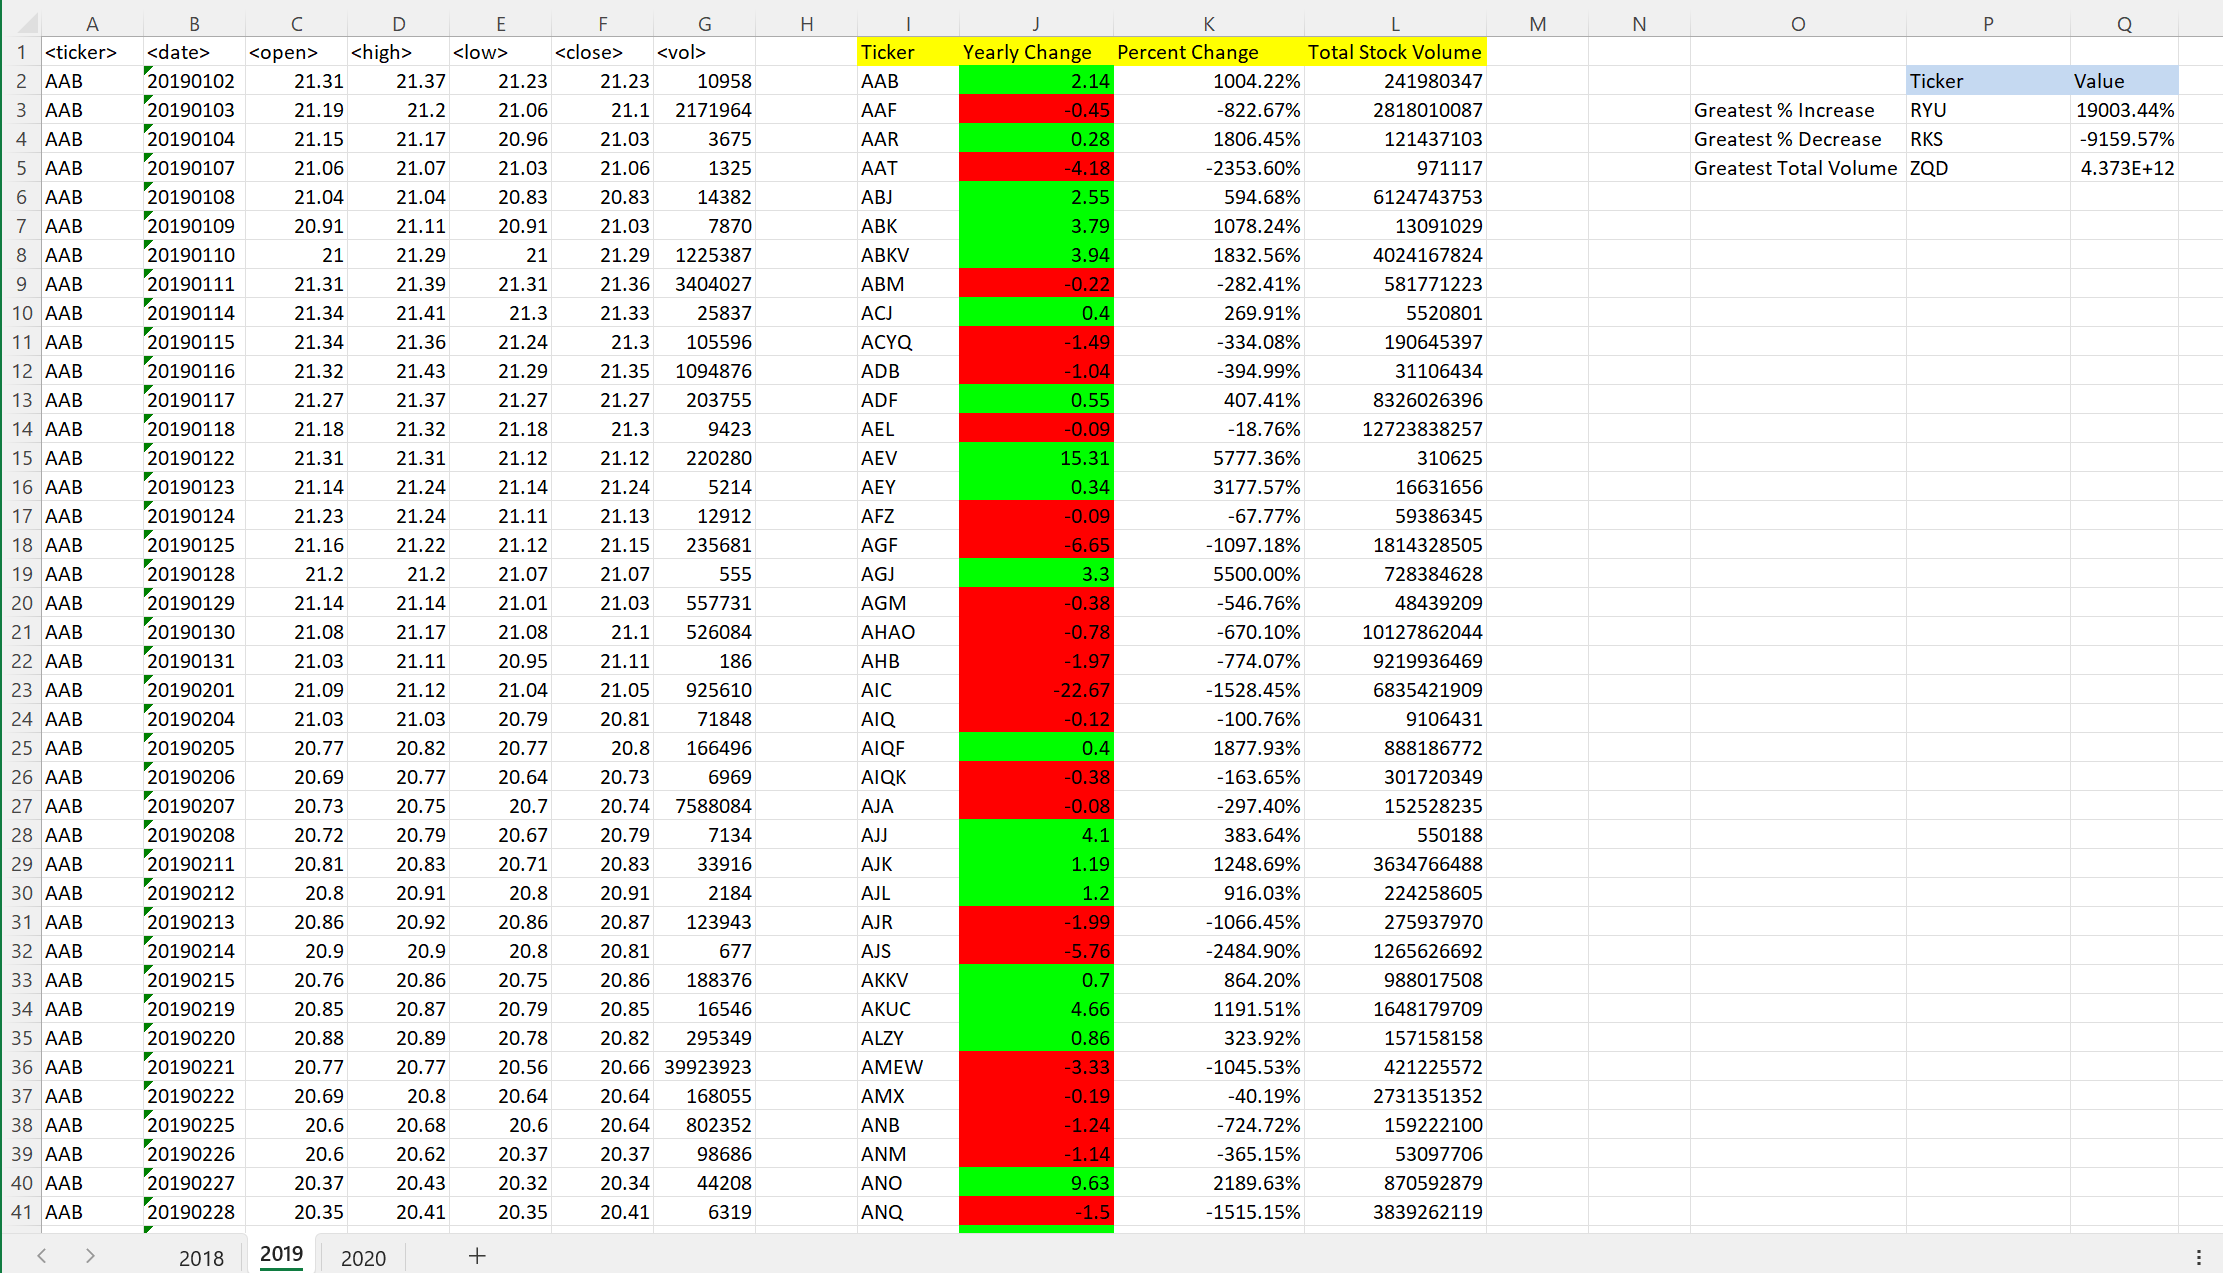 A B C D E F G H I J K L M N O P Q
1 <ticker> <date> <open> <high> <low> <close> <vol> Ticker Yearly Change Percent Change Total Stock Volume
2 AAB 20190102 21.31 21.37 21.23 21.23 10958 AAB 2.14 1004.22% 241980347 Ticker Value
3 AAB 20190103 21.19 21.2 21.06 21.1 2171964 AAF -0.45 -822.67% 2818010087 Greatest % Increase RYU 19003.44%
4 AAB 20190104 21.15 21.17 20.96 21.03 3675 AAR 0.28 1806.45% 121437103 Greatest % Decrease RKS -9159.57%
5 AAB 20190107 21.06 21.07 21.03 21.06 1325 AAT -4.18 -2353.60% 971117 Greatest Total Volume ZQD 4.373E+12
6 AAB 20190108 21.04 21.04 20.83 20.83 14382 ABJ 2.55 594.68% 6124743753
7 AAB 20190109 20.91 21.11 20.91 21.03 7870 ABK 3.79 1078.24% 13091029
8 AAB 20190110 21 21.29 21 21.29 1225387 ABKV 3.94 1832.56% 4024167824
9 AAB 20190111 21.31 21.39 21.31 21.36 3404027 ABM -0.22 -282.41% 581771223
10 AAB 20190114 21.34 21.41 21.3 21.33 25837 ACJ 0.4 269.91% 5520801
11 AAB 20190115 21.34 21.36 21.24 21.3 105596 ACYQ -1.49 -334.08% 190645397
12 AAB 20190116 21.32 21.43 21.29 21.35 1094876 ADB -1.04 -394.99% 31106434
13 AAB 20190117 21.27 21.37 21.27 21.27 203755 ADF 0.55 407.41% 8326026396
14 AAB 20190118 21.18 21.32 21.18 21.3 9423 AEL -0.09 -18.76% 12723838257
15 AAB 20190122 21.31 21.31 21.12 21.12 220280 AEV 15.31 5777.36% 310625
16 AAB 20190123 21.14 21.24 21.14 21.24 5214 AEY 0.34 3177.57% 16631656
17 AAB 20190124 21.23 21.24 21.11 21.13 12912 AFZ -0.09 -67.77% 59386345
18 AAB 20190125 21.16 21.22 21.12 21.15 235681 AGF -6.65 -1097.18% 1814328505
19 AAB 20190128 21.2 21.2 21.07 21.07 555 AGJ 3.3 5500.00% 728384628
20 AAB 20190129 21.14 21.14 21.01 21.03 557731 AGM -0.38 -546.76% 48439209
21 AAB 20190130 21.08 21.17 21.08 21.1 526084 AHAO -0.78 -670.10% 10127862044
22 AAB 20190131 21.03 21.11 20.95 21.11 186 AHB -1.97 -774.07% 9219936469
23 AAB 20190201 21.09 21.12 21.04 21.05 925610 AIC -22.67 -1528.45% 6835421909
24 AAB 20190204 21.03 21.03 20.79 20.81 71848 AIQ -0.12 -100.76% 9106431
25 AAB 20190205 20.77 20.82 20.77 20.8 166496 AIQF 0.4 1877.93% 888186772
26 AAB 20190206 20.69 20.77 20.64 20.73 6969 AIQK -0.38 -163.65% 301720349
27 AAB 20190207 20.73 20.75 20.7 20.74 7588084 AJA -0.08 -297.40% 152528235
28 AAB 20190208 20.72 20.79 20.67 20.79 7134 AJJ 4.1 383.64% 550188
29 AAB 20190211 20.81 20.83 20.71 20.83 33916 AJK 1.19 1248.69% 3634766488
30 AAB 20190212 20.8 20.91 20.8 20.91 2184 AJL 1.2 916.03% 224258605
31 AAB 20190213 20.86 20.92 20.86 20.87 123943 AJR -1.99 -1066.45% 275937970
32 AAB 20190214 20.9 20.9 20.8 20.81 677 AJS -5.76 -2484.90% 1265626692
33 AAB 20190215 20.76 20.86 20.75 20.86 188376 AKKV 0.7 864.20% 988017508
34 AAB 20190219 20.85 20.87 20.79 20.85 16546 AKUC 4.66 1191.51% 1648179709
35 AAB 20190220 20.88 20.89 20.78 20.82 295349 ALZY 0.86 323.92% 157158158
36 AAB 20190221 20.77 20.77 20.56 20.66 39923923 AMEW -3.33 -1045.53% 421225572
37 AAB 20190222 20.69 20.8 20.64 20.64 168055 AMX -0.19 -40.19% 2731351352
38 AAB 20190225 20.6 20.68 20.6 20.64 802352 ANB -1.24 -724.72% 159222100
39 AAB 20190226 20.6 20.62 20.37 20.37 98686 ANM -1.14 -365.15% 53097706
40 AAB 20190227 20.37 20.43 20.32 20.34 44208 ANO 9.63 2189.63% 870592879
41 AAB 20190228 20.35 20.41 20.35 20.41 6319 ANQ -1.5 -1515.15% 3839262119
2018 2019 2020